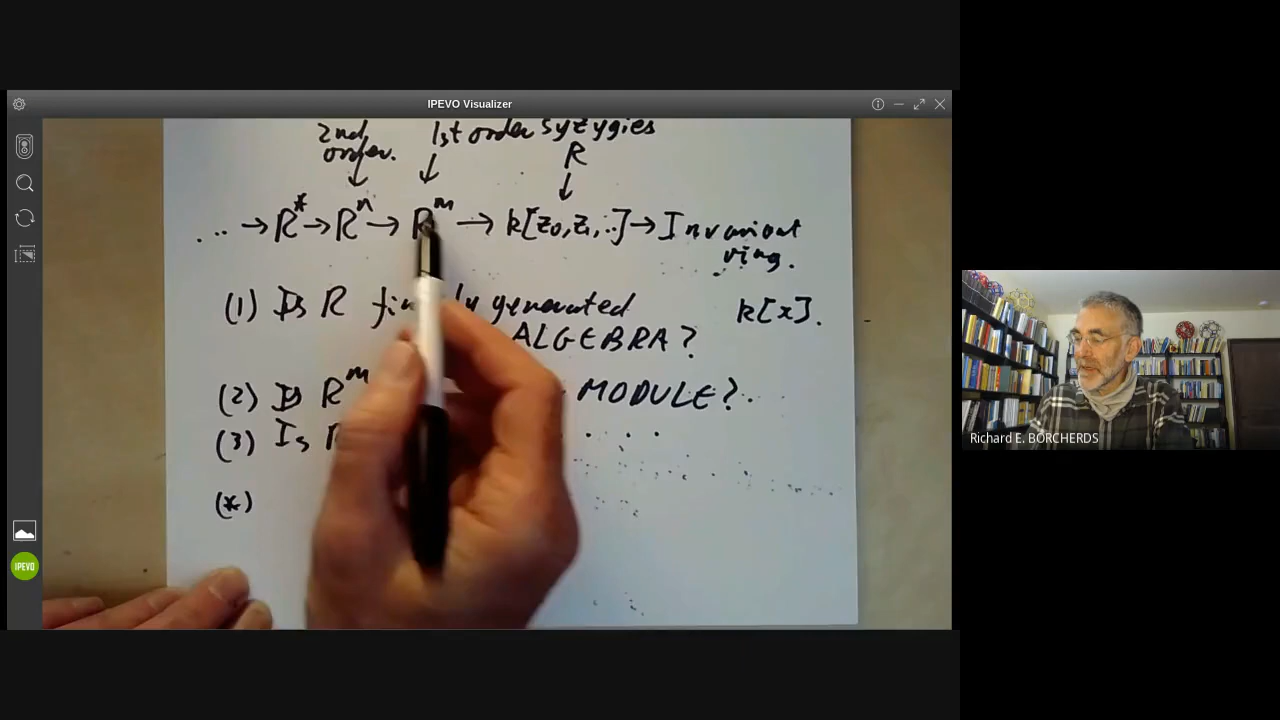 IPEVO Visualizer
2nd order.
1st order syzygies
R
... → R* → Rⁿ → Rᵐ → k[z₀,z₁,..] → Invariant ring.
(1) Is R generated ALGEBRA? k[x].
(2) Is Rᵐ MODULE?
(3) Is . . . .
(*)
IPEVO
Richard E. BORCHERDS